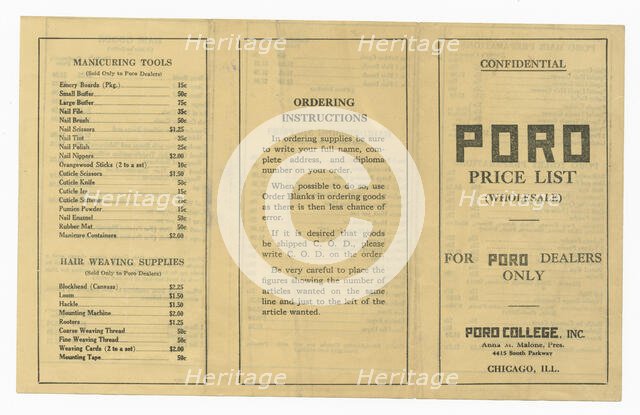 MANICURING TOOLS
(Sold Only to Poro Dealers)
Emery Boards (Pkg.) 15c
Small Buffer 50c
Large Buffer 75c
Nail File 35c
Nail Brush 50c
Nail Scissors $1.25
Nail Tint 35c
Nail Polish 25c
Nail Nippers $2.00
Orangewood Sticks (2 to a set) 10c
Cuticle Scissors $1.50
Cuticle Knife 50c
Cuticle 15c
Cuticle 10c
Pumice Powder 15c
Nail Enamel 50c
Rubber Mat 50c
Manicure Containers $2.00
HAIR WEAVING SUPPLIES
(Sold Only to Poro Dealers)
Blockhead (Canvass) $2.25
Loom $1.50
Hackle $1.50
Mounting Machine $2.00
Rooters $1.25
Coarse Weaving Thread 50c
Fine Weaving Thread 50c
Weaving Cards (2 to a set) $2.00
Mounting Tape 50c
ORDERING
INSTRUCTIONS
In ordering supplies be sure
to write your full name, com-
plete address, and diploma
number on your order.
When possible to do so, use
Order Blanks in ordering goods
as there is then less chance of
error.
If it is desired that goods
be shipped C. O. D., please
write C. O. D. on the order.
Be very careful to place the
figures showing the number of
articles wanted on the same
line and just to the left of the
article wanted.
CONFIDENTIAL
PORO
PRICE LIST
(WHOLESALE)
FOR PORO DEALERS
ONLY
PORO COLLEGE, INC.
Anna M. Malone, Pres.
4415 South Parkway
CHICAGO, ILL.
Heritage
Heritage
Heritage
Heritage
Heritage
Heritage
C